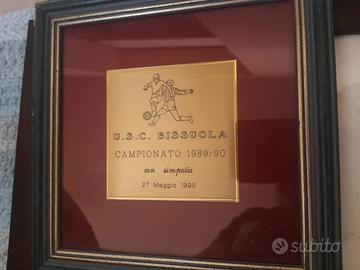 U.S.C. BISSUOLA
CAMPIONATO 1989/90
con simpatia
27 Maggio 1990
subito